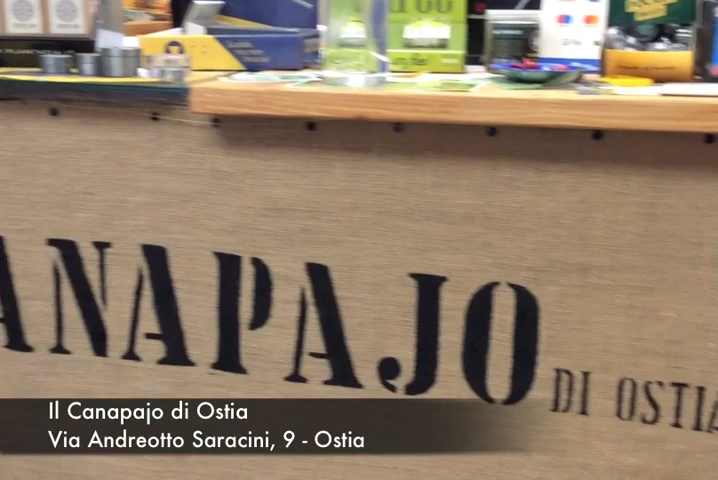 ANAPAJO DI OSTIA
Il Canapajo di Ostia
Via Andreotto Saracini, 9 - Ostia